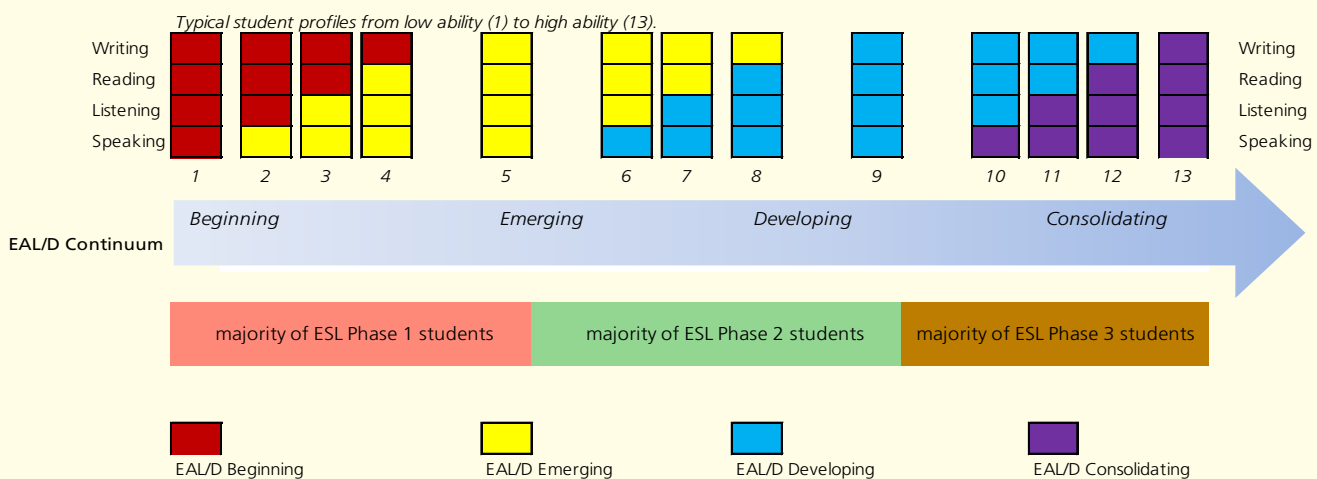 Typical student profiles from low ability (1) to high ability (13).
Writing Writing
Reading Reading
Listening Listening
Speaking Speaking
1 2 3 4 5 6 7 8 9 10 11 12 13
Beginning Emerging Developing Consolidating
EAL/D Continuum
majority of ESL Phase 1 students majority of ESL Phase 2 students majority of ESL Phase 3 students
EAL/D Beginning EAL/D Emerging EAL/D Developing EAL/D Consolidating